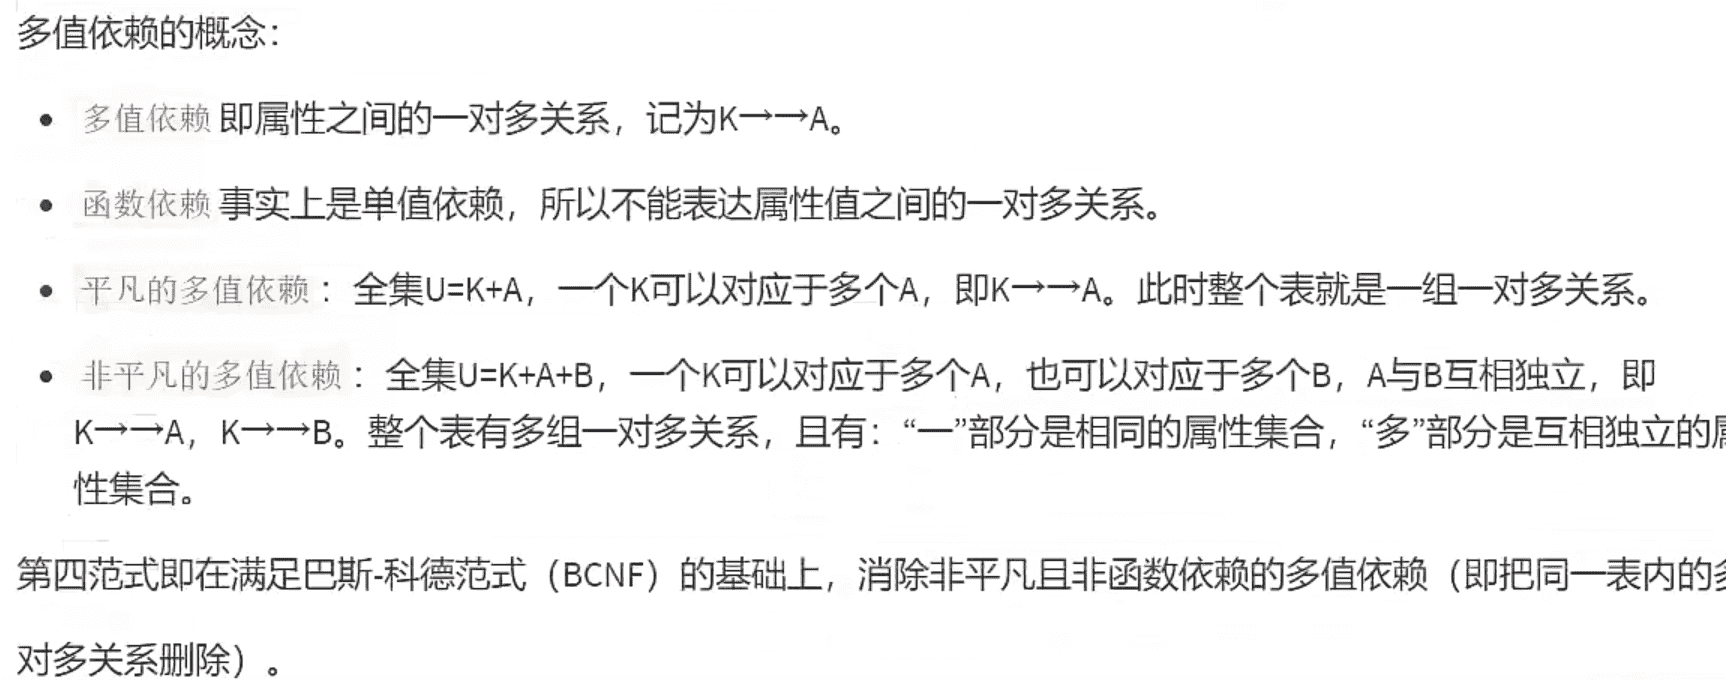 多值依赖的概念：
• 多值依赖 即属性之间的一对多关系，记为K→→A。
• 函数依赖 事实上是单值依赖，所以不能表达属性值之间的一对多关系。
• 平凡的多值依赖 ：全集U=K+A，一个K可以对应于多个A，即K→→A。此时整个表就是一组一对多关系。
• 非平凡的多值依赖 ：全集U=K+A+B，一个K可以对应于多个A，也可以对应于多个B，A与B互相独立，即
K→→A，K→→B。整个表有多组一对多关系，且有：“一”部分是相同的属性集合，“多”部分是互相独立的
性集合。
第四范式即在满足巴斯-科德范式（BCNF）的基础上，消除非平凡且非函数依赖的多值依赖（即把同一表内的
对多关系删除）。